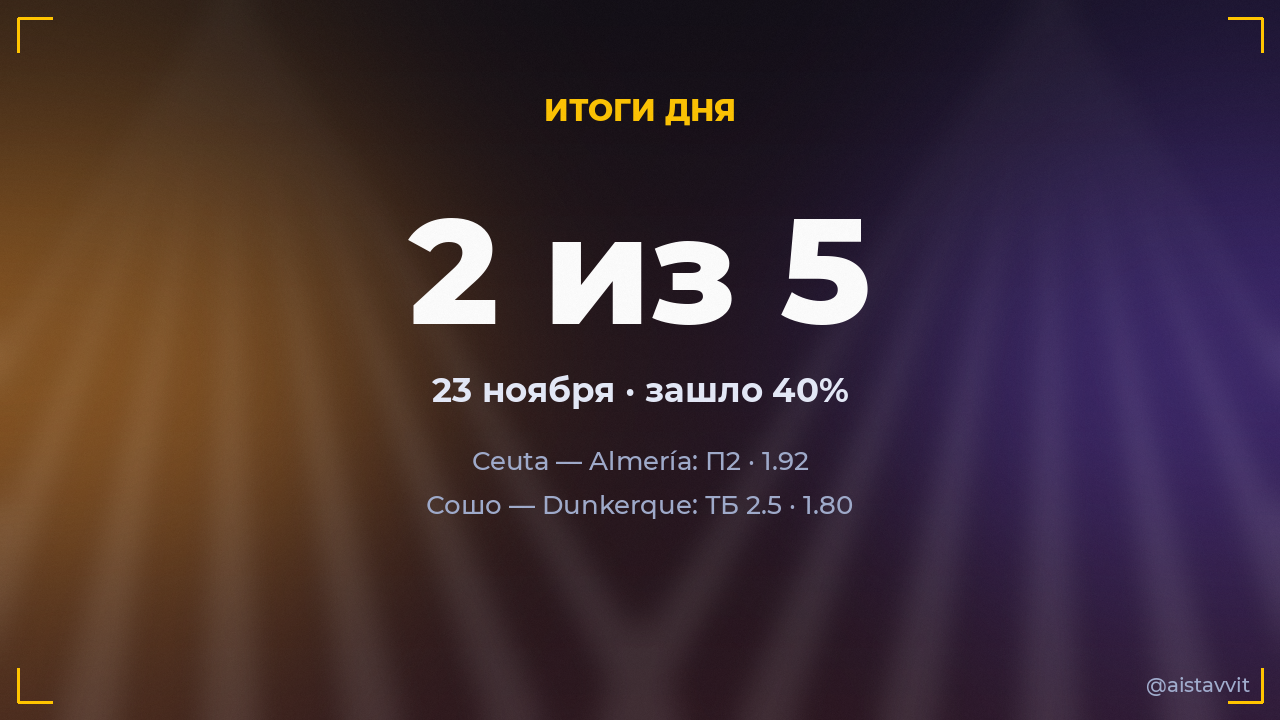 ИТОГИ ДНЯ
2 из 5
23 ноября · зашло 40%
Ceuta — Almería: П2 · 1.92
Сошо — Dunkerque: ТБ 2.5 · 1.80
@aistavvit